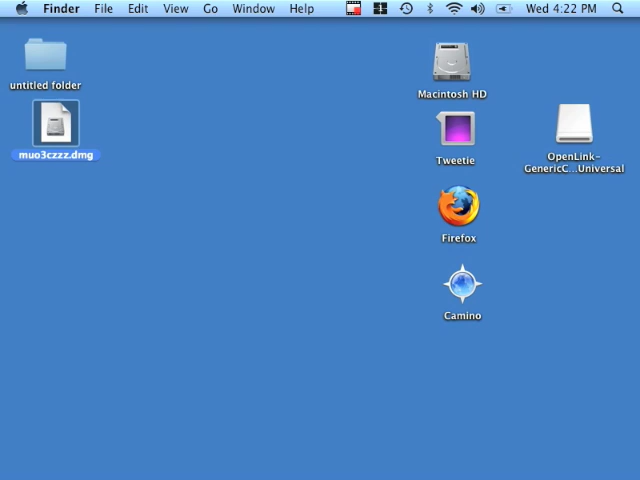 Finder File Edit View Go Window Help Wed 4:22 PM
untitled folder
muo3czzz.dmg
Macintosh HD
Tweetie
OpenLink-
GenericC...Universal
Firefox
Camino